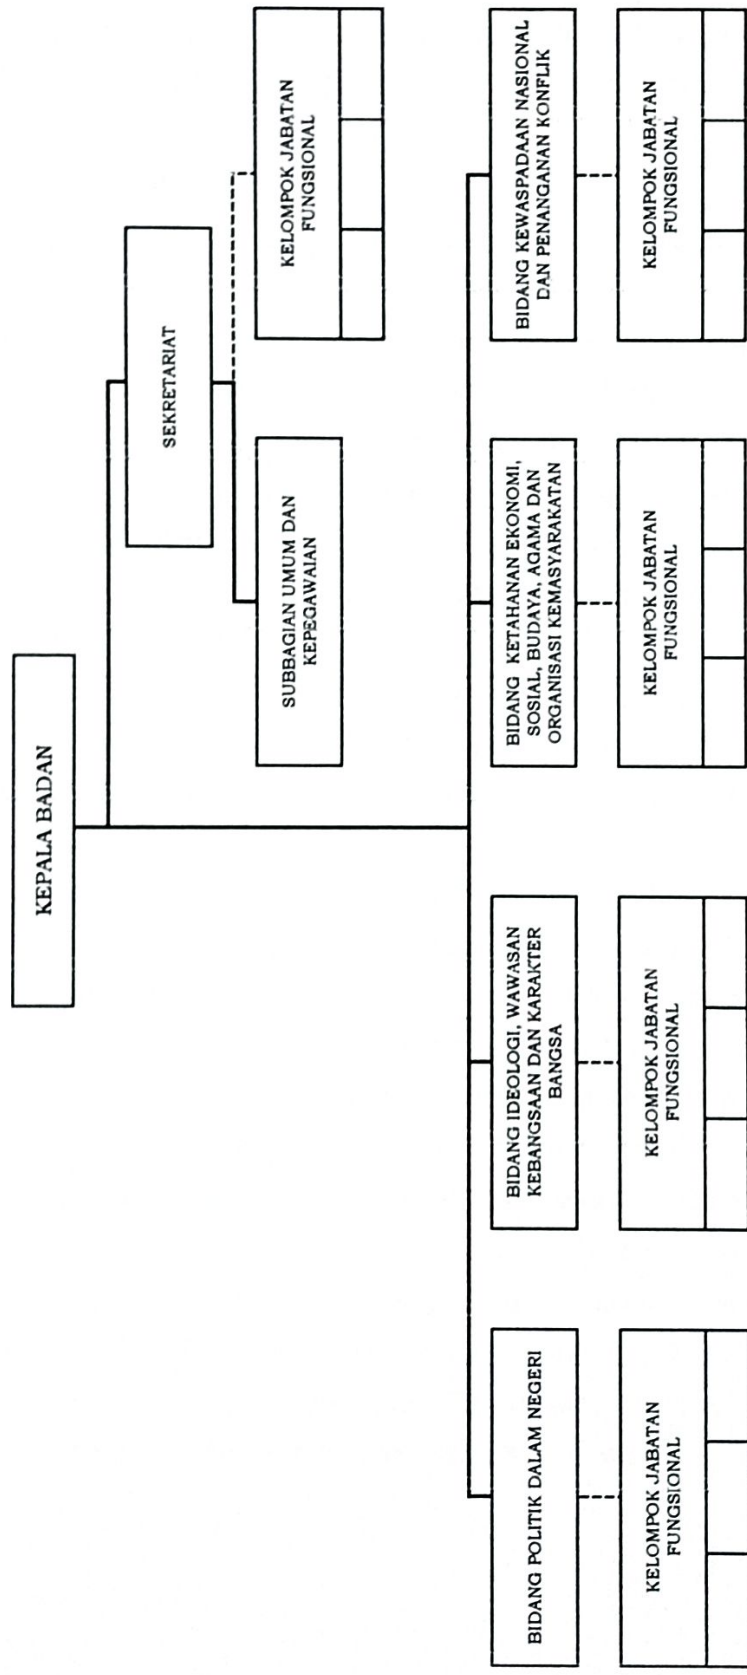 KEPALA BADAN
SEKRETARIAT
SUBBAGIAN UMUM DAN
KEPEGAWAIAN
KELOMPOK JABATAN
FUNGSIONAL
BIDANG POLITIK DALAM NEGERI
BIDANG IDEOLOGI, WAWASAN
KEBANGSAAN DAN KARAKTER
BANGSA
BIDANG KETAHANAN EKONOMI,
SOSIAL, BUDAYA, AGAMA DAN
ORGANISASI KEMASYARAKATAN
BIDANG KEWASPADAAN NASIONAL
DAN PENANGANAN KONFLIK
KELOMPOK JABATAN
FUNGSIONAL
KELOMPOK JABATAN
FUNGSIONAL
KELOMPOK JABATAN
FUNGSIONAL
KELOMPOK JABATAN
FUNGSIONAL